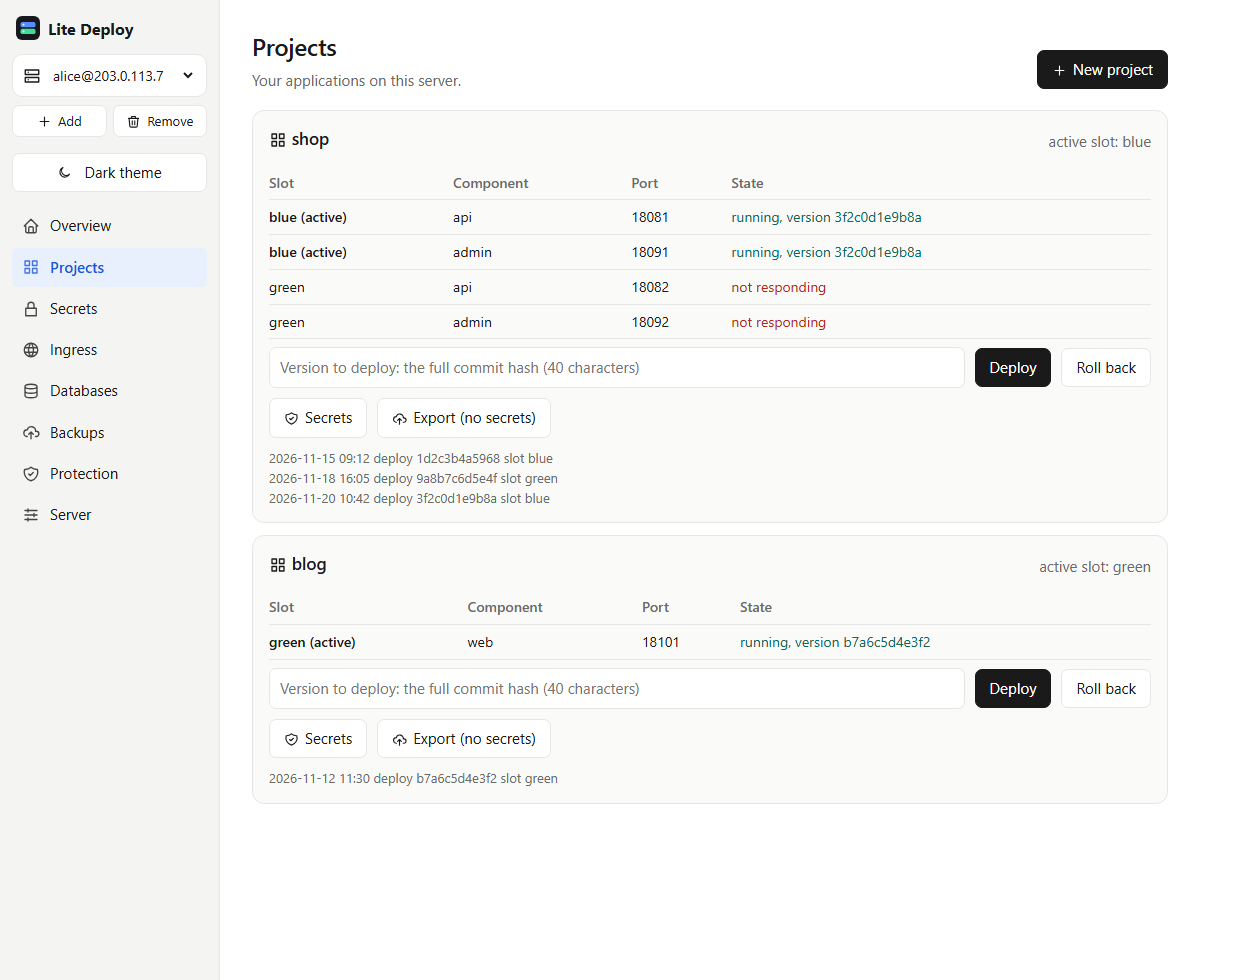 Lite Deploy
alice@203.0.113.7
Add
Remove
Dark theme
Overview
Projects
Secrets
Ingress
Databases
Backups
Protection
Server
Projects
Your applications on this server.
New project
shop
active slot: blue
Slot Component Port State
blue (active) api 18081 running, version 3f2c0d1e9b8a
blue (active) admin 18091 running, version 3f2c0d1e9b8a
green api 18082 not responding
green admin 18092 not responding
Version to deploy: the full commit hash (40 characters)
Deploy
Roll back
Secrets
Export (no secrets)
2026-11-15 09:12 deploy 1d2c3b4a5968 slot blue
2026-11-18 16:05 deploy 9a8b7c6d5e4f slot green
2026-11-20 10:42 deploy 3f2c0d1e9b8a slot blue
blog
active slot: green
Slot Component Port State
green (active) web 18101 running, version b7a6c5d4e3f2
Version to deploy: the full commit hash (40 characters)
Deploy
Roll back
Secrets
Export (no secrets)
2026-11-12 11:30 deploy b7a6c5d4e3f2 slot green